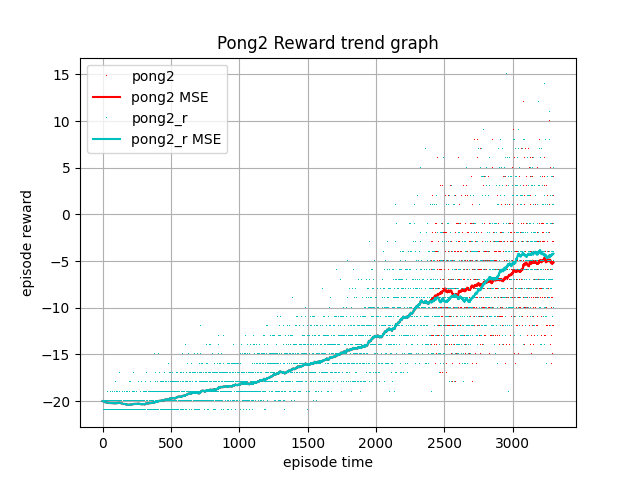 Pong2 Reward trend graph
pong2
pong2 MSE
pong2_r
pong2_r MSE
episode reward
15
10
5
0
−5
−10
−15
−20
0 500 1000 1500 2000 2500 3000
episode time